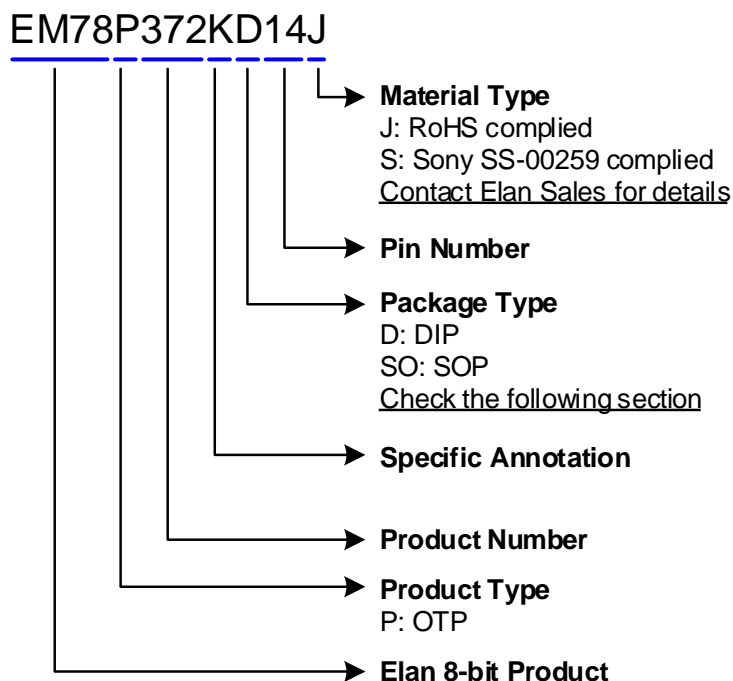 EM78P372KD14J
Material Type
J: RoHS complied
S: Sony SS-00259 complied
Contact Elan Sales for details
Pin Number
Package Type
D: DIP
SO: SOP
Check the following section
Specific Annotation
Product Number
Product Type
P: OTP
Elan 8-bit Product